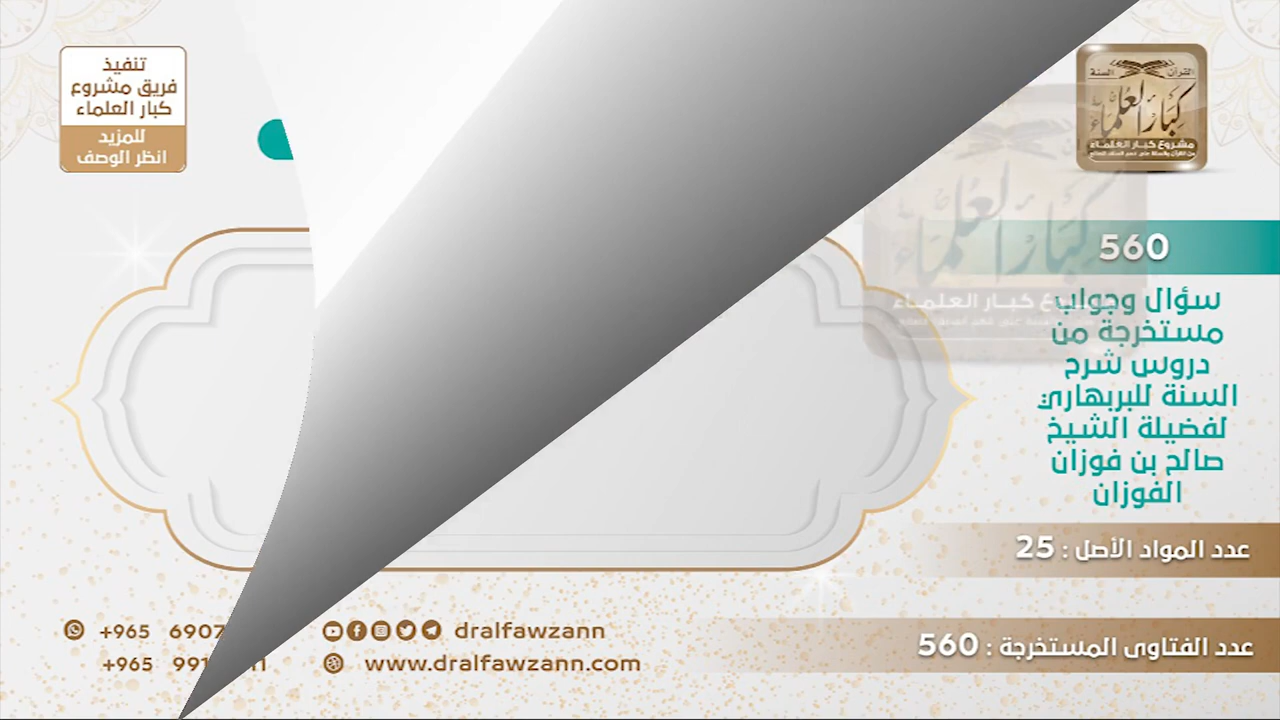 تنفيذ
فريق مشروع
كبار العلماء
للمزيد
انظر الوصف
القرآن السنة
كبار العلماء
مشروع كبار العلماء
560
سؤال وجواب
مستخرجة من
دروس شرح
السنة للبربهاري
لفضيلة الشيخ
صالح بن فوزان
الفوزان
عدد المواد الأصل : 25
عدد الفتاوى المستخرجة : 560
+965 6907
dralfawzann
+965
www.dralfawzann.com